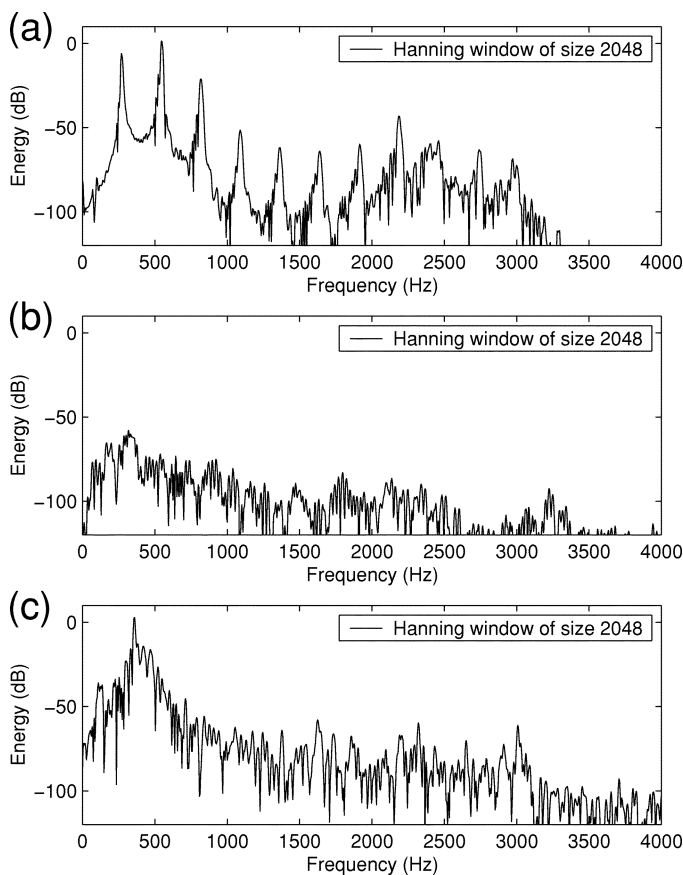 (a)
Hanning window of size 2048
0
−50
−100
Energy (dB)
0 500 1000 1500 2000 2500 3000 3500 4000
Frequency (Hz)
(b)
Hanning window of size 2048
0
−50
−100
Energy (dB)
0 500 1000 1500 2000 2500 3000 3500 4000
Frequency (Hz)
(c)
Hanning window of size 2048
0
−50
−100
Energy (dB)
0 500 1000 1500 2000 2500 3000 3500 4000
Frequency (Hz)